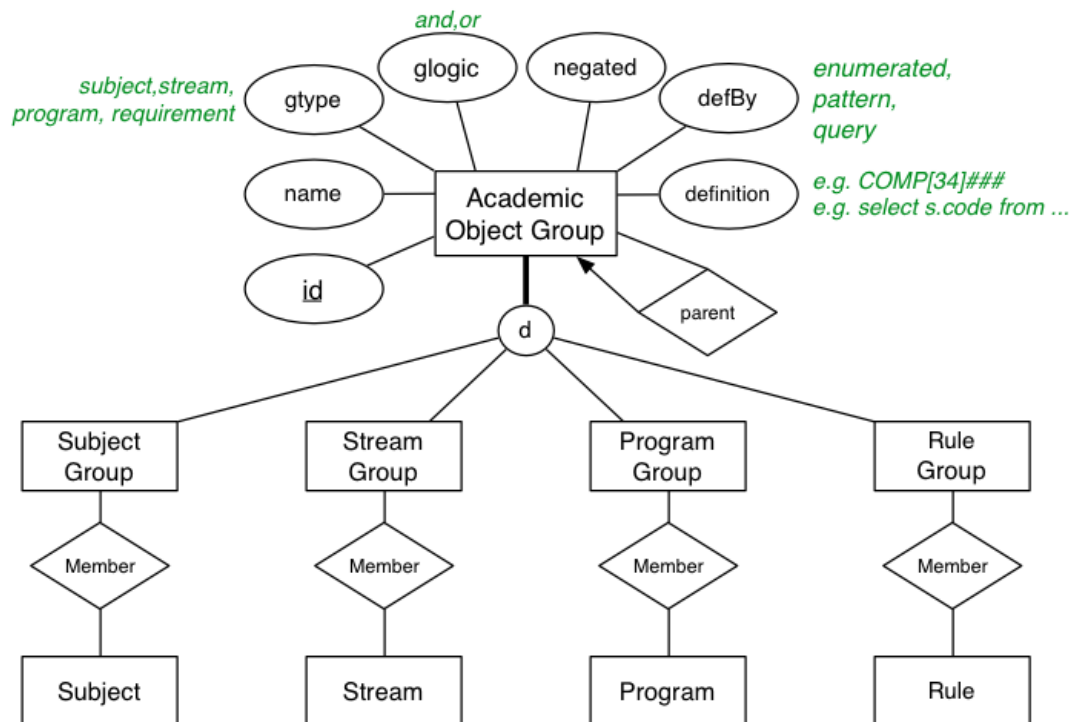 and,or
glogic
negated
subject,stream,
program, requirement
gtype
defBy
enumerated,
pattern,
query
name
Academic
Object Group
definition
e.g. COMP[34]###
e.g. select s.code from ...
id
parent
d
Subject
Group
Stream
Group
Program
Group
Rule
Group
Member
Member
Member
Member
Subject
Stream
Program
Rule